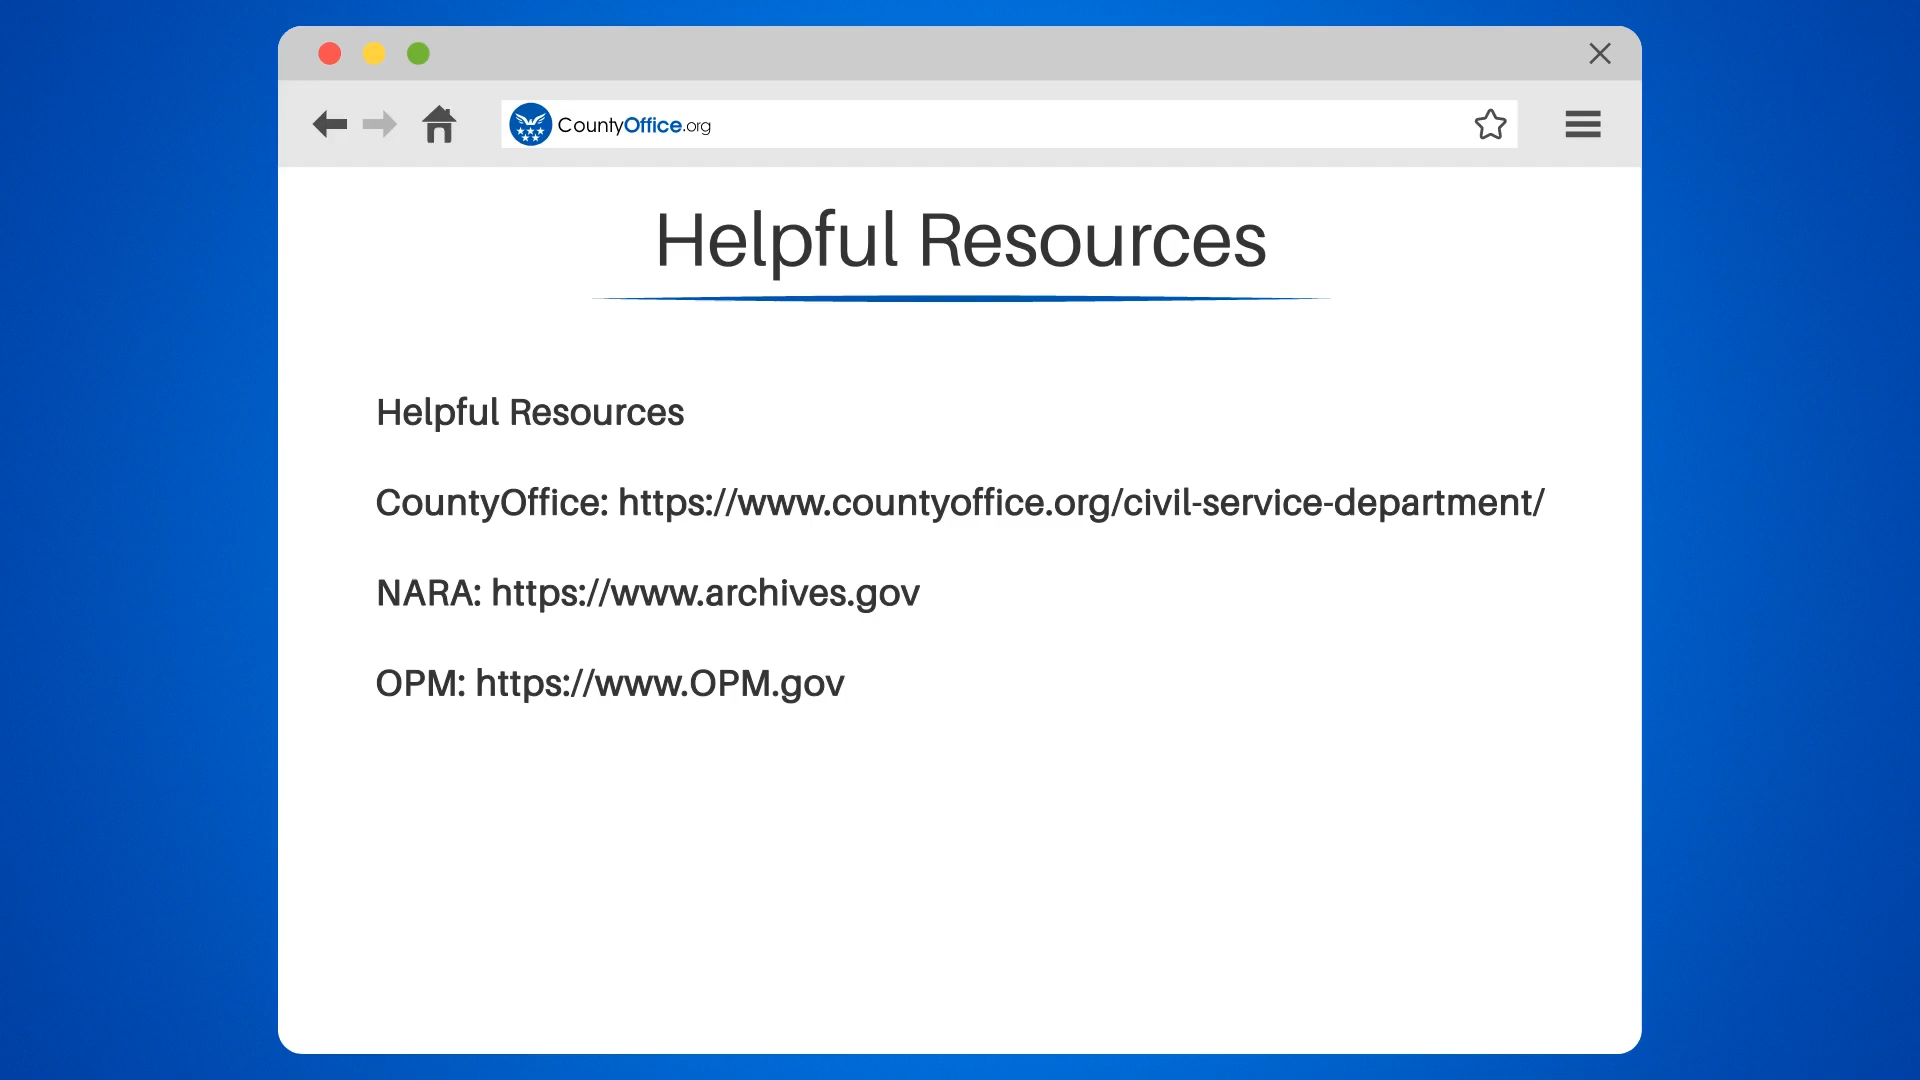 CountyOffice.org
Helpful Resources
Helpful Resources
CountyOffice: https://www.countyoffice.org/civil-service-department/
NARA: https://www.archives.gov
OPM: https://www.OPM.gov